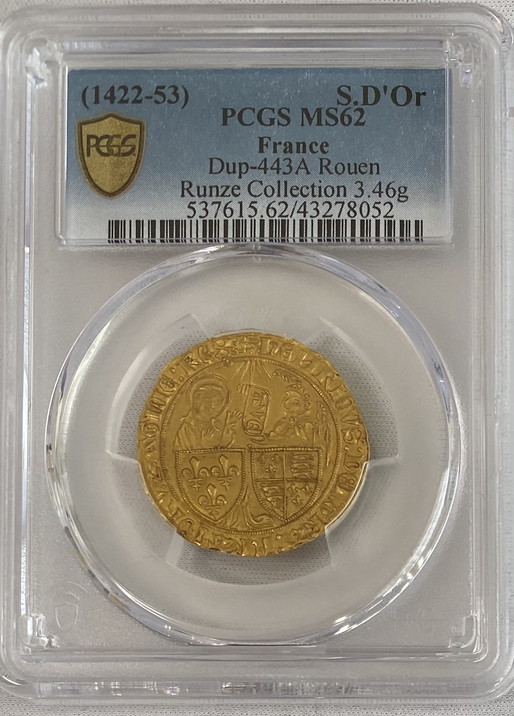 (1422-53) S.D'Or
PCGS MS62
France
Dup-443A Rouen
Runze Collection 3.46g
537615.62/43278052
PCGS